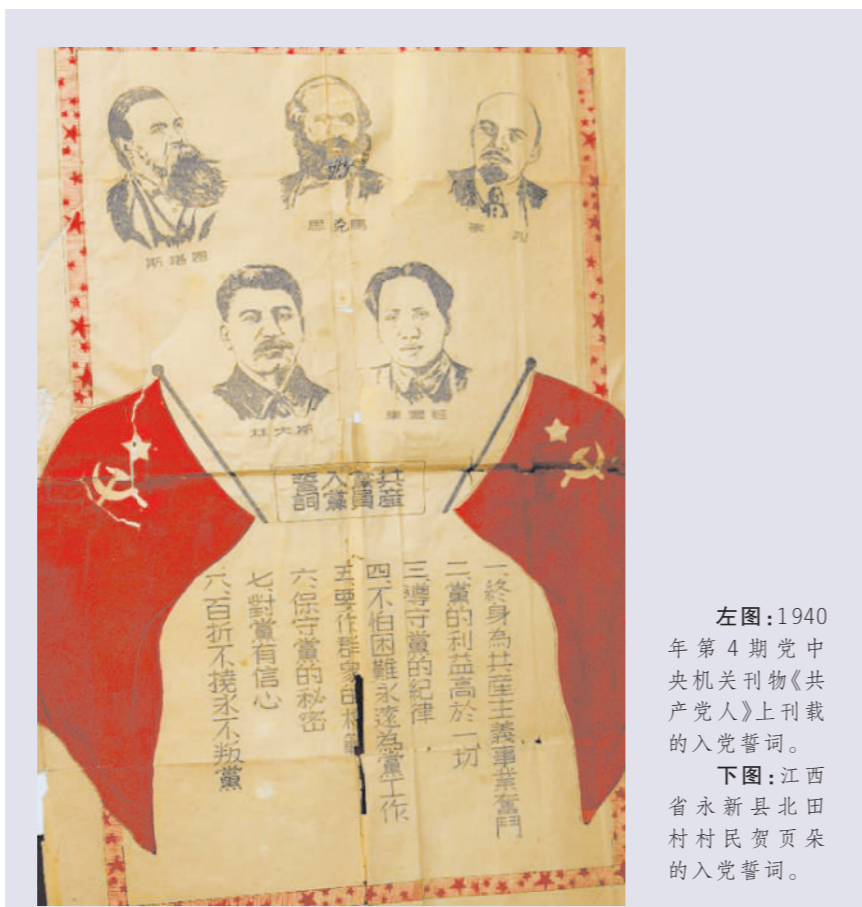 恩塔斯
馬克思
列寧
斯大林
毛澤東
共產
黨員
入黨
誓詞
一、終身為共產主義事業奮鬥
二、黨的利益高於一切
三、遵守黨的紀律
四、不怕困難永遠為黨工作
五、要作群眾的模範
六、保守黨的秘密
七、對黨有信心
八、百折不撓永不叛黨
左图：1940
年第4期党中
央机关刊物《共
产党人》上刊载
的入党誓词。
下图：江西
省永新县北田
村村民贺页朵
的入党誓词。